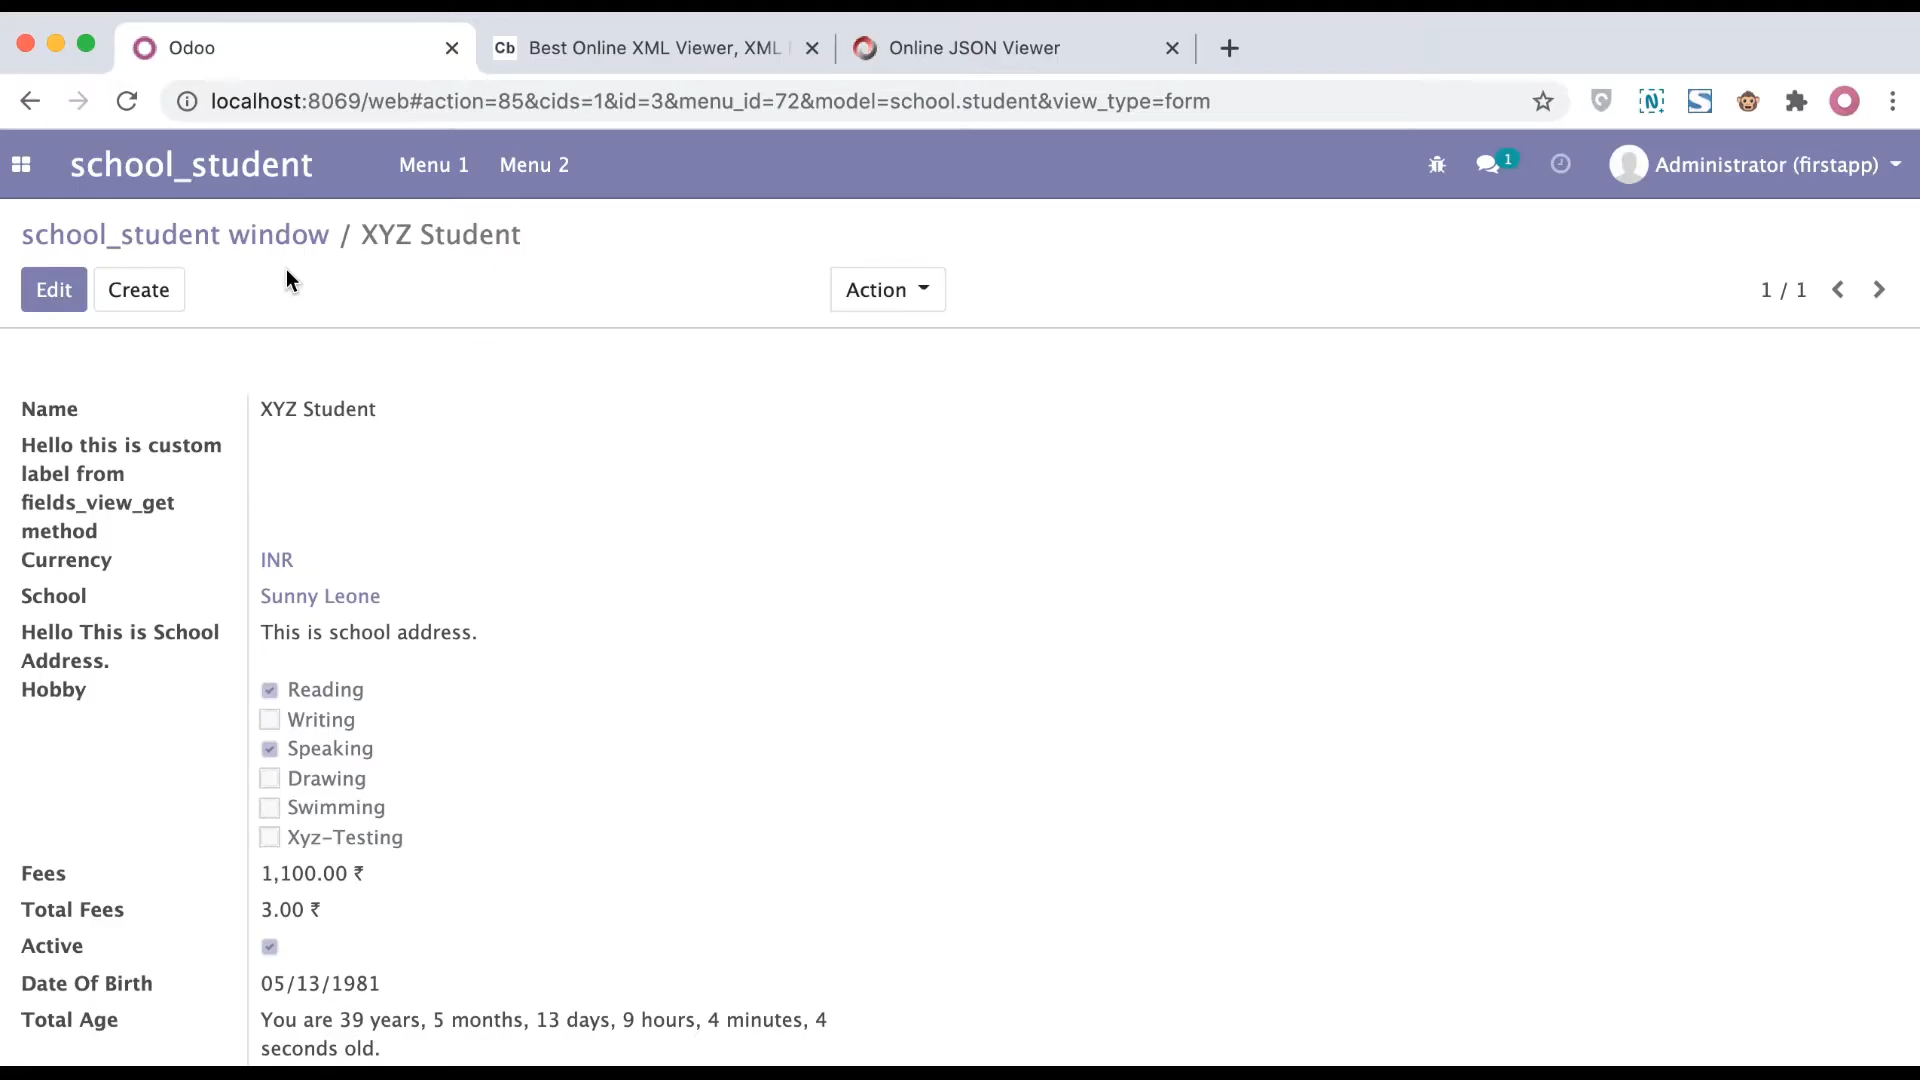 Odoo
Cb Best Online XML Viewer, XML
Online JSON Viewer
localhost:8069/web#action=85&cids=1&id=3&menu_id=72&model=school.student&view_type=form
school_student Menu 1 Menu 2 1 Administrator (firstapp)
school_student window / XYZ Student
Edit Create Action 1 / 1
Name XYZ Student
Hello this is custom
label from
fields_view_get
method
Currency INR
School Sunny Leone
Hello This is School This is school address.
Address.
Hobby Reading
Writing
Speaking
Drawing
Swimming
Xyz-Testing
Fees 1,100.00 ₹
Total Fees 3.00 ₹
Active
Date Of Birth 05/13/1981
Total Age You are 39 years, 5 months, 13 days, 9 hours, 4 minutes, 4
seconds old.